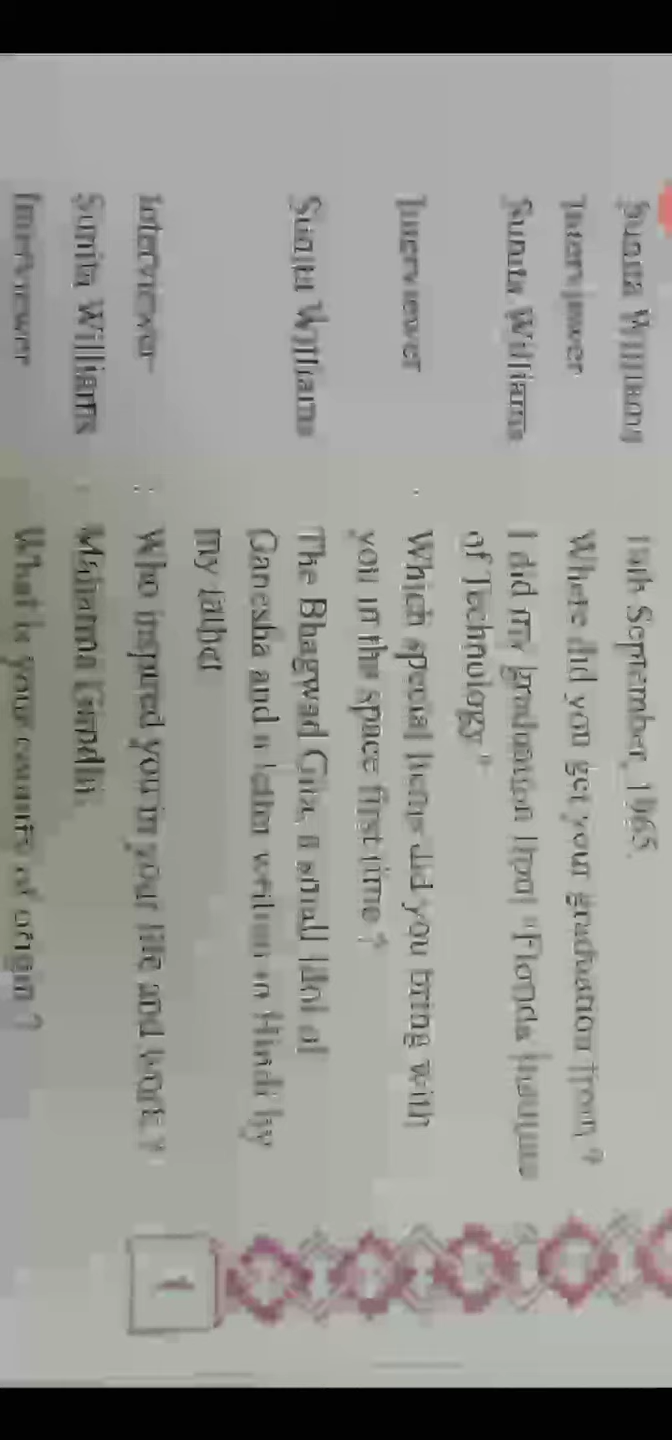 Sunita Williams 19th September, 1965.
Interviewer Where did you get your graduation from ?
Sunita Williams I did my graduation from "Florida Institute
of Technology"
Interviewer Which special items did you bring with
you in the space first time ?
Sunita Williams The Bhagwad Gita, a small idol of
Ganesha and a letter written in Hindi by
my father
Interviewer : Who inspired you in your life and work ?
Sunita Williams : Mahatma Gandhi.
Interviewer What is your country of origin ?
1